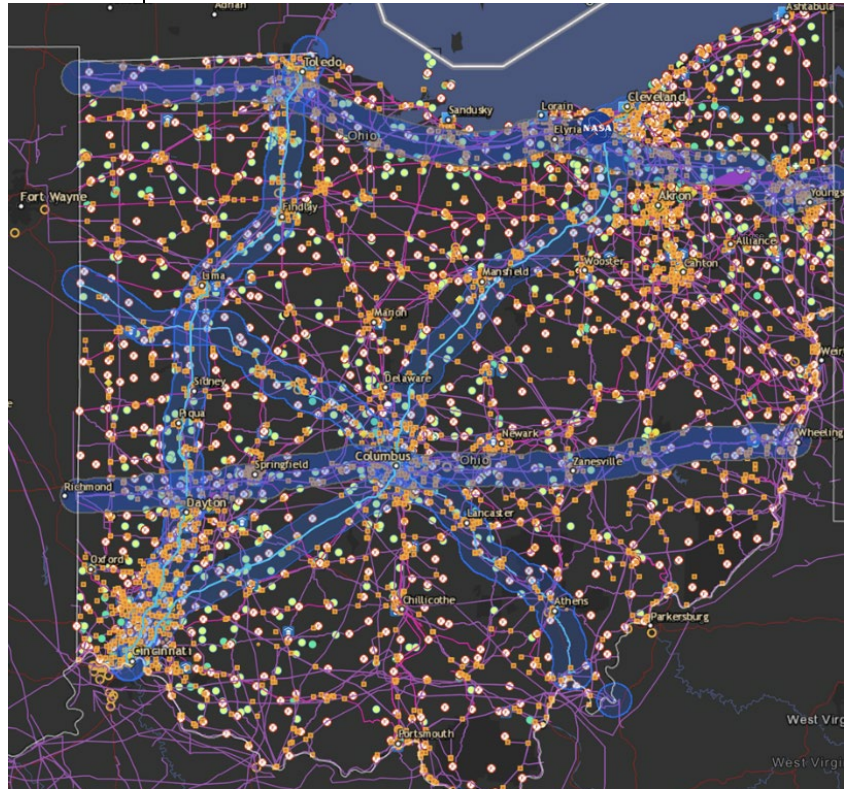 Adrian
Ashtabula
Toledo
Cleveland
Sandusky
Lorain
NASA
Ohio
Elyria
Fort Wayne
Akron
Youngs
Findlay
Alliance
Lima
Mansfield
Wooster
Canton
Marion
Weir
Sidney
Delaware
Piqua
Newark
Wheeling
Columbus
Ohio
Springfield
Zanesville
Richmond
Dayton
Lancaster
Oxford
Chillicothe
Athens
Parkersburg
Cincinnati
West Virg
Portsmouth
West Virgi